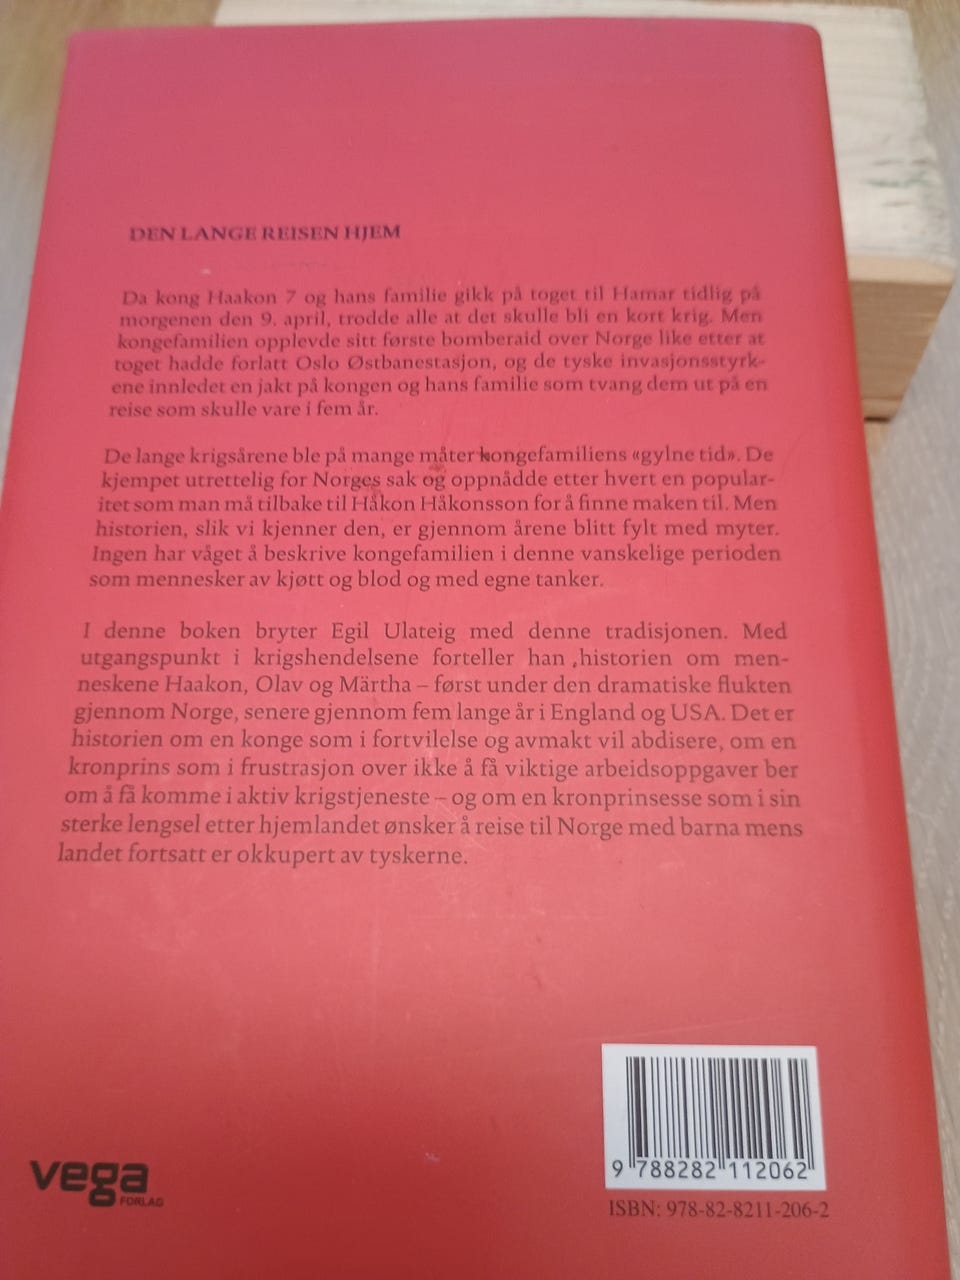 DEN LANGE REISEN HJEM
Da kong Haakon 7 og hans familie gikk på toget til Hamar tidlig på
morgenen den 9. april, trodde alle at det skulle bli en kort krig. Men
kongefamilien opplevde sitt første bomberaid over Norge like etter at
toget hadde forlatt Oslo Østbanestasjon, og de tyske invasjonsstyrk-
ene innledet en jakt på kongen og hans familie som tvang dem ut på en
reise som skulle vare i fem år.
De lange krigsårene ble på mange måter kongefamiliens «gylne tid». De
kjempet utrettelig for Norges sak og oppnådde etter hvert en popular-
itet som man må tilbake til Håkon Håkonsson for å finne maken til. Men
historien, slik vi kjenner den, er gjennom årene blitt fylt med myter.
Ingen har våget å beskrive kongefamilien i denne vanskelige perioden
som mennesker av kjøtt og blod og med egne tanker.
I denne boken bryter Egil Ulateig med denne tradisjonen. Med
utgangspunkt i krigshendelsene forteller han historien om men-
neskene Haakon, Olav og Märtha – først under den dramatiske flukten
gjennom Norge, senere gjennom fem lange år i England og USA. Det er
historien om en konge som i fortvilelse og avmakt vil abdisere, om en
kronprins som i frustrasjon over ikke å få viktige arbeidsoppgaver ber
om å få komme i aktiv krigstjeneste – og om en kronprinsesse som i sin
sterke lengsel etter hjemlandet ønsker å reise til Norge med barna mens
landet fortsatt er okkupert av tyskerne.
9 788282 112062
ISBN: 978-82-8211-206-2
vega
FORLAG